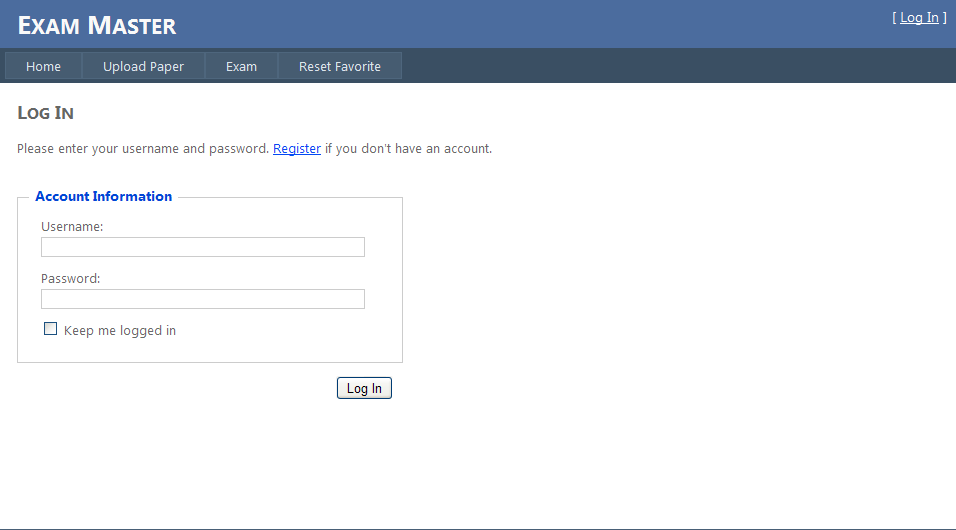 EXAM MASTER
[ Log In ]
Home Upload Paper Exam Reset Favorite
LOG IN
Please enter your username and password. Register if you don't have an account.
Account Information
Username:
Password:
Keep me logged in
Log In